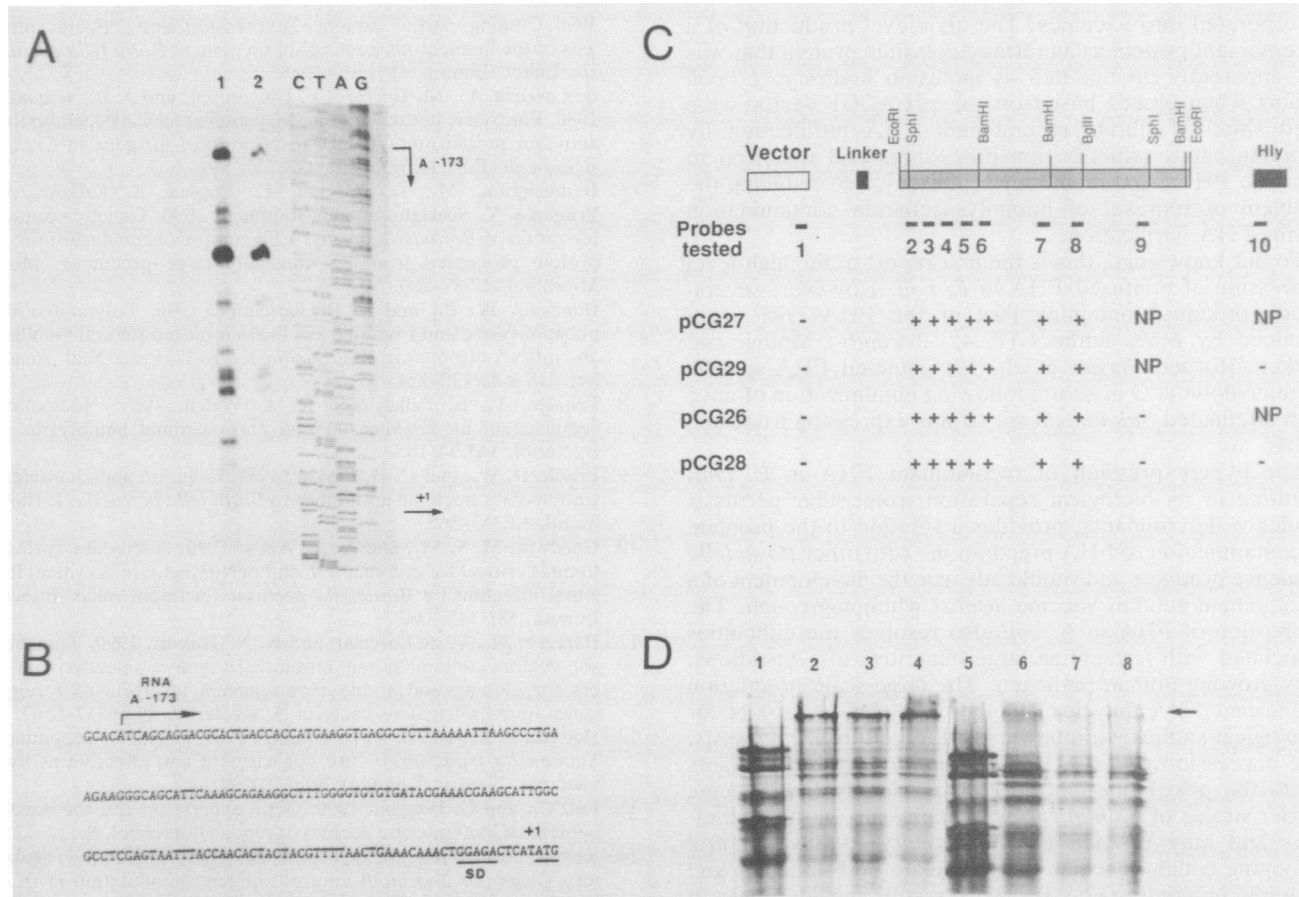 A
1 2 C T A G
A -173
+1
B
RNA
A -173
GCACATCAGCAGGACGCACTGACCACCATGAAGGTGACGCTCTTAAAAATTAAGCCCTGA
AGAAGGGCAGCATTCAAAGCAGAAGGCTTTGGGGTGTGTGATACGAAACGAAGCATTGGC
+1
GCCTCGAGTAATTTACCAACACTACTACGTTTTAACTGAAACAAACTGGAGACTCATATG
SD
C
EcoRI SphI BamHI BamHI BglII SphI BamHI EcoRI
Vector Linker Hly
Probes
tested 1 2 3 4 5 6 7 8 9 10
pCG27 - + + + + + + - NP NP
pCG29 - + + + + + + - NP -
pCG26 - + + + + + + - - NP
pCG28 - + + + + + + - - -
D
1 2 3 4 5 6 7 8